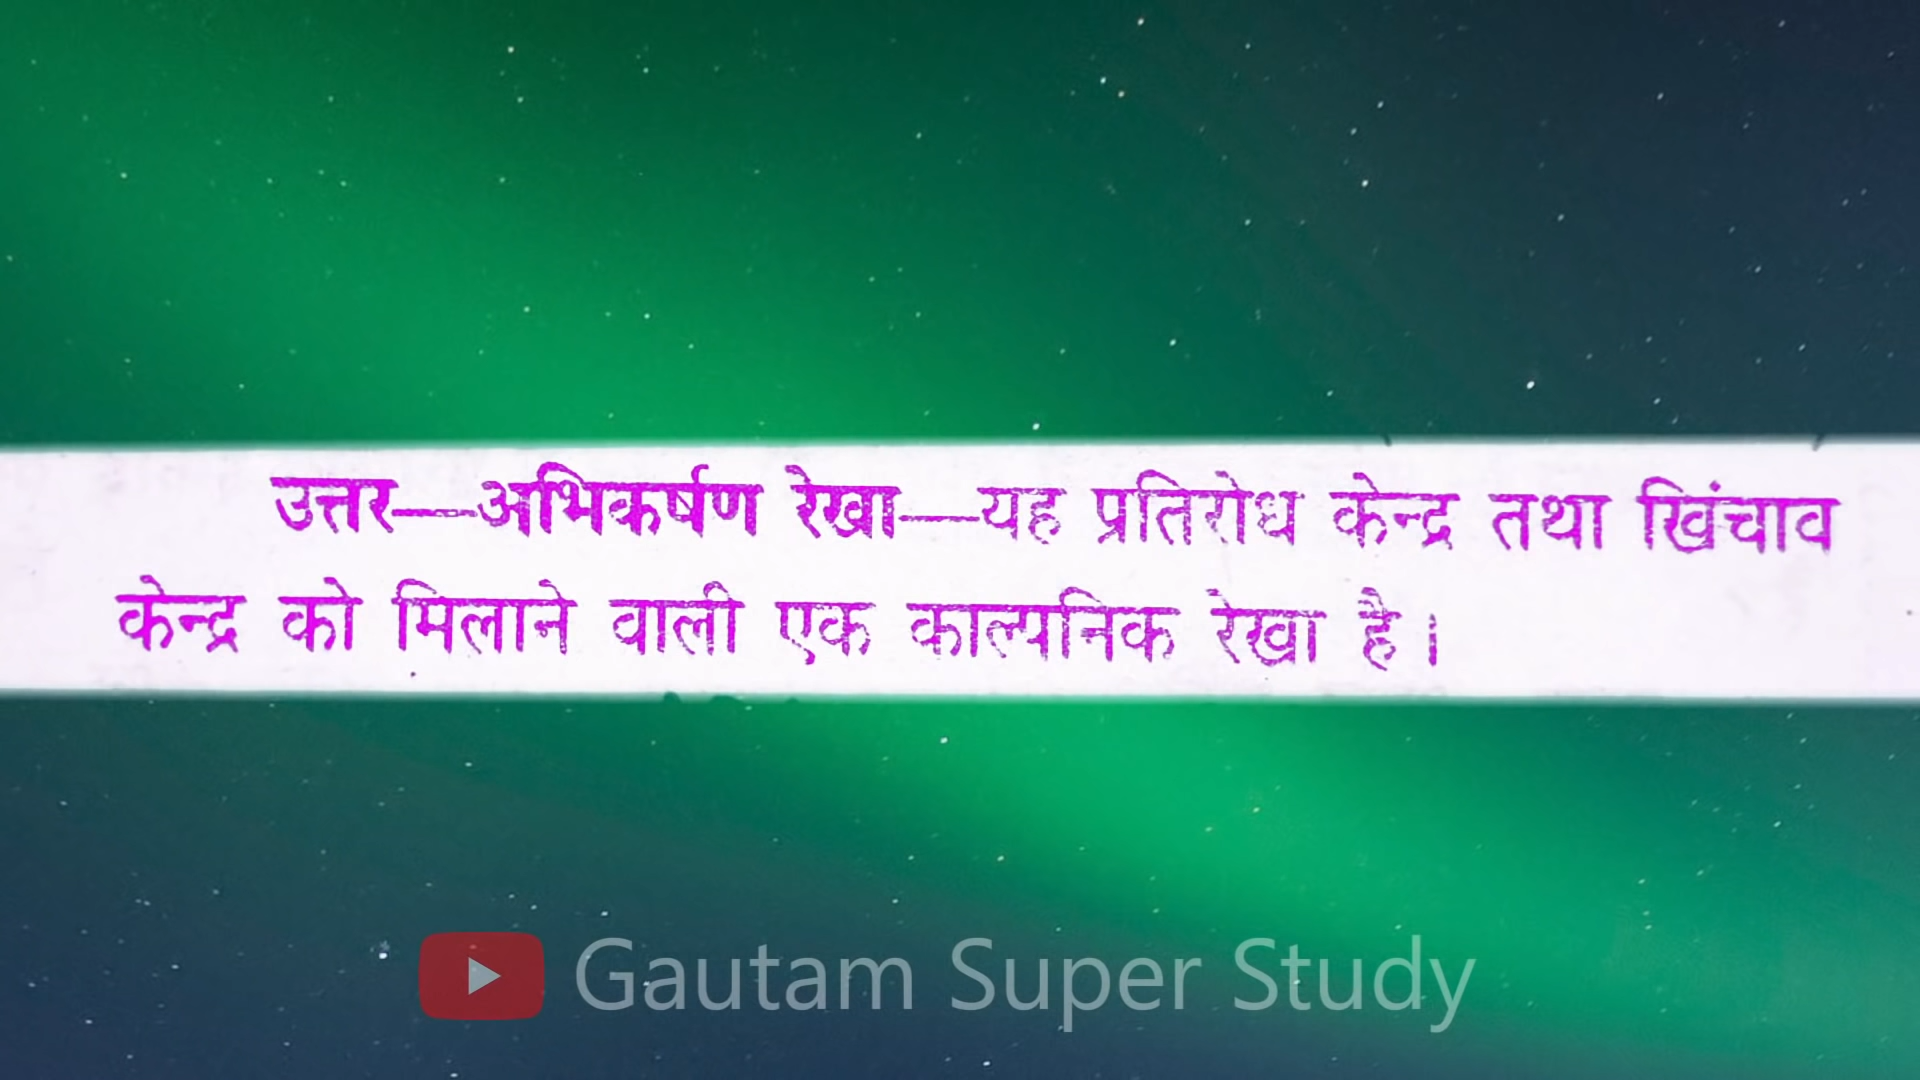 उत्तर—अभिकर्षण रेखा—यह प्रतिरोध केन्द्र तथा खिंचाव
केन्द्र को मिलाने वाली एक काल्पनिक रेखा है।
Gautam Super Study